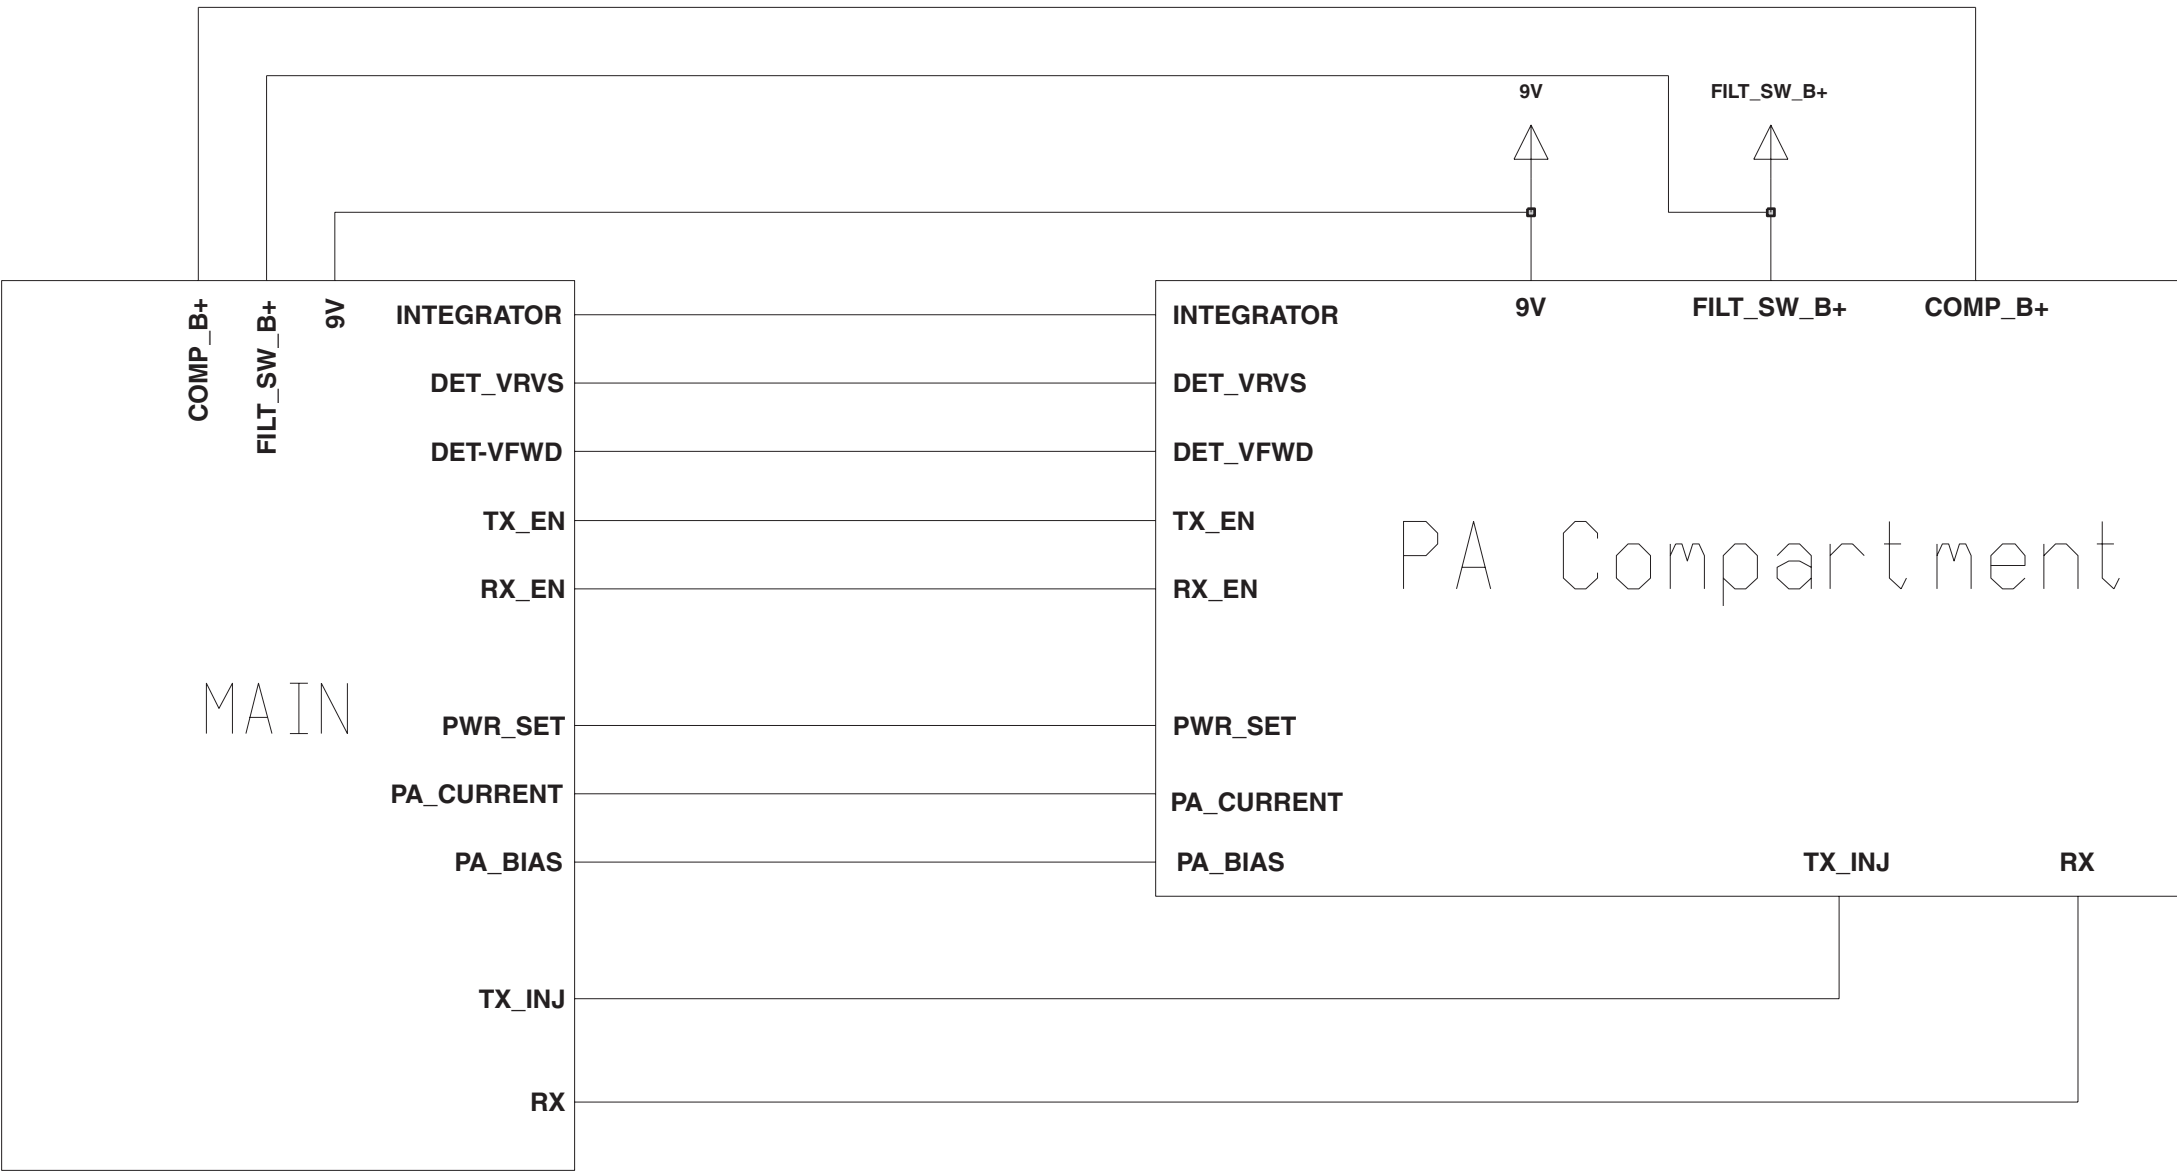 9V FILT_SW_B+
COMP_B+
FILT_SW_B+
9V
INTEGRATOR INTEGRATOR 9V FILT_SW_B+ COMP_B+
DET_VRVS DET_VRVS
DET-VFWD DET_VFWD
TX_EN TX_EN
PA Compartment
RX_EN RX_EN
MAIN
PWR_SET PWR_SET
PA_CURRENT PA_CURRENT
PA_BIAS PA_BIAS TX_INJ RX
TX_INJ
RX